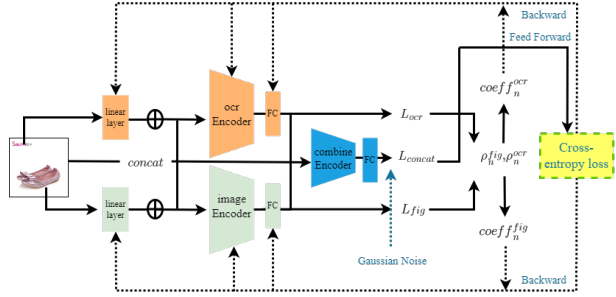 Backward
Feed Forward
linear
layer
ocr
Encoder
FC
L_{ocr}
coeff_n^{ocr}
concat
combine
Encoder
FC
L_{concat}
ρ_n^{fig}, ρ_n^{ocr}
Cross-
entropy loss
linear
layer
image
Encoder
FC
L_{fig}
coeff_n^{fig}
Gaussian Noise
Backward